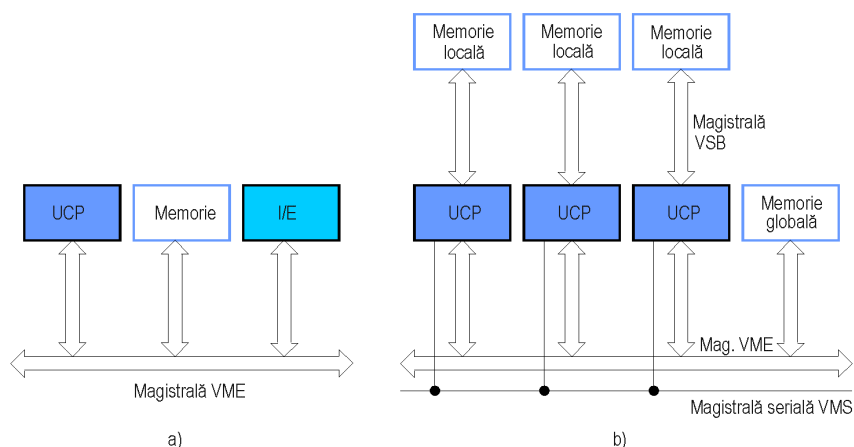 Memorie
locală
Memorie
locală
Memorie
locală
Magistrală
VSB
UCP
Memorie
I/E
UCP
UCP
UCP
Memorie
globală
Mag. VME
Magistrală VME
Magistrală serială VMS
a)
b)